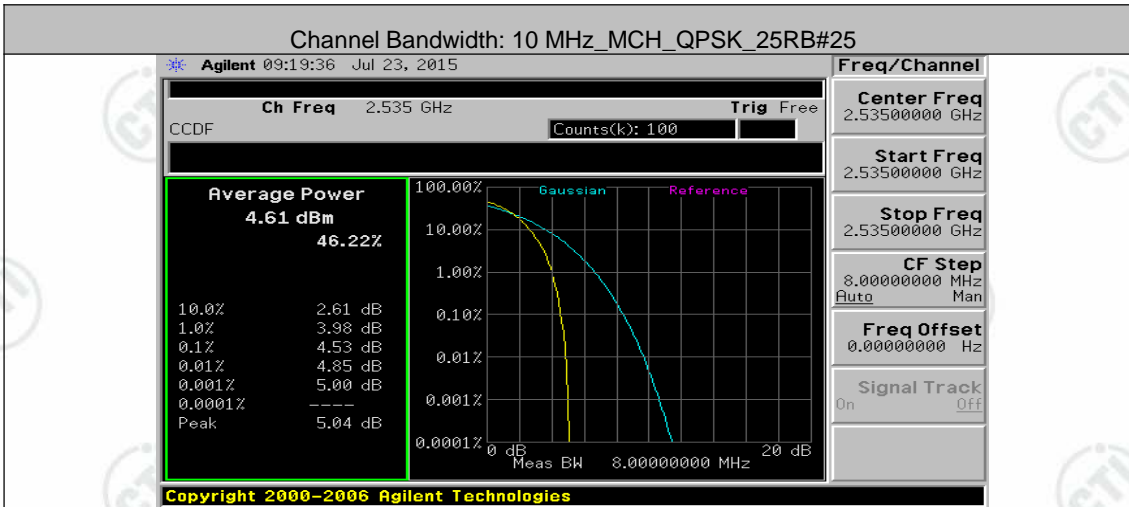 Channel Bandwidth: 10 MHz_MCH_QPSK_25RB#25
Agilent 09:19:36 Jul 23, 2015
Freq/Channel
Ch Freq 2.535 GHz Trig Free
CCDF Counts(k): 100
Center Freq
2.53500000 GHz
Start Freq
2.53500000 GHz
Stop Freq
2.53500000 GHz
CF Step
8.00000000 MHz
Auto Man
Freq Offset
0.00000000 Hz
Signal Track
On Off
Average Power
4.61 dBm
46.22%
10.0% 2.61 dB
1.0% 3.98 dB
0.1% 4.53 dB
0.01% 4.85 dB
0.001% 5.00 dB
0.0001% ----
Peak 5.04 dB
Gaussian Reference
100.00%
10.00%
1.00%
0.10%
0.01%
0.001%
0.0001%
0 dB 20 dB
Meas BW 8.00000000 MHz
Copyright 2000-2006 Agilent Technologies
CTI
CTI
CTI
CTI